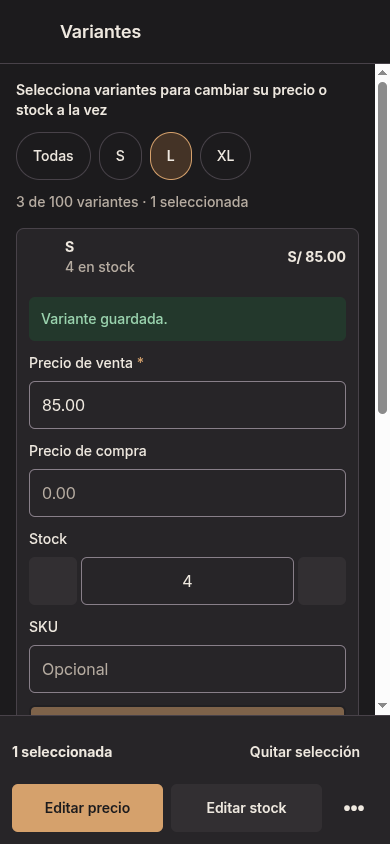 Variantes
Selecciona variantes para cambiar su precio o
stock a la vez
Todas
S
L
XL
3 de 100 variantes · 1 seleccionada
S
4 en stock
S/ 85.00
Variante guardada.
Precio de venta *
85.00
Precio de compra
0.00
Stock
4
SKU
Opcional
1 seleccionada
Quitar selección
Editar precio
Editar stock